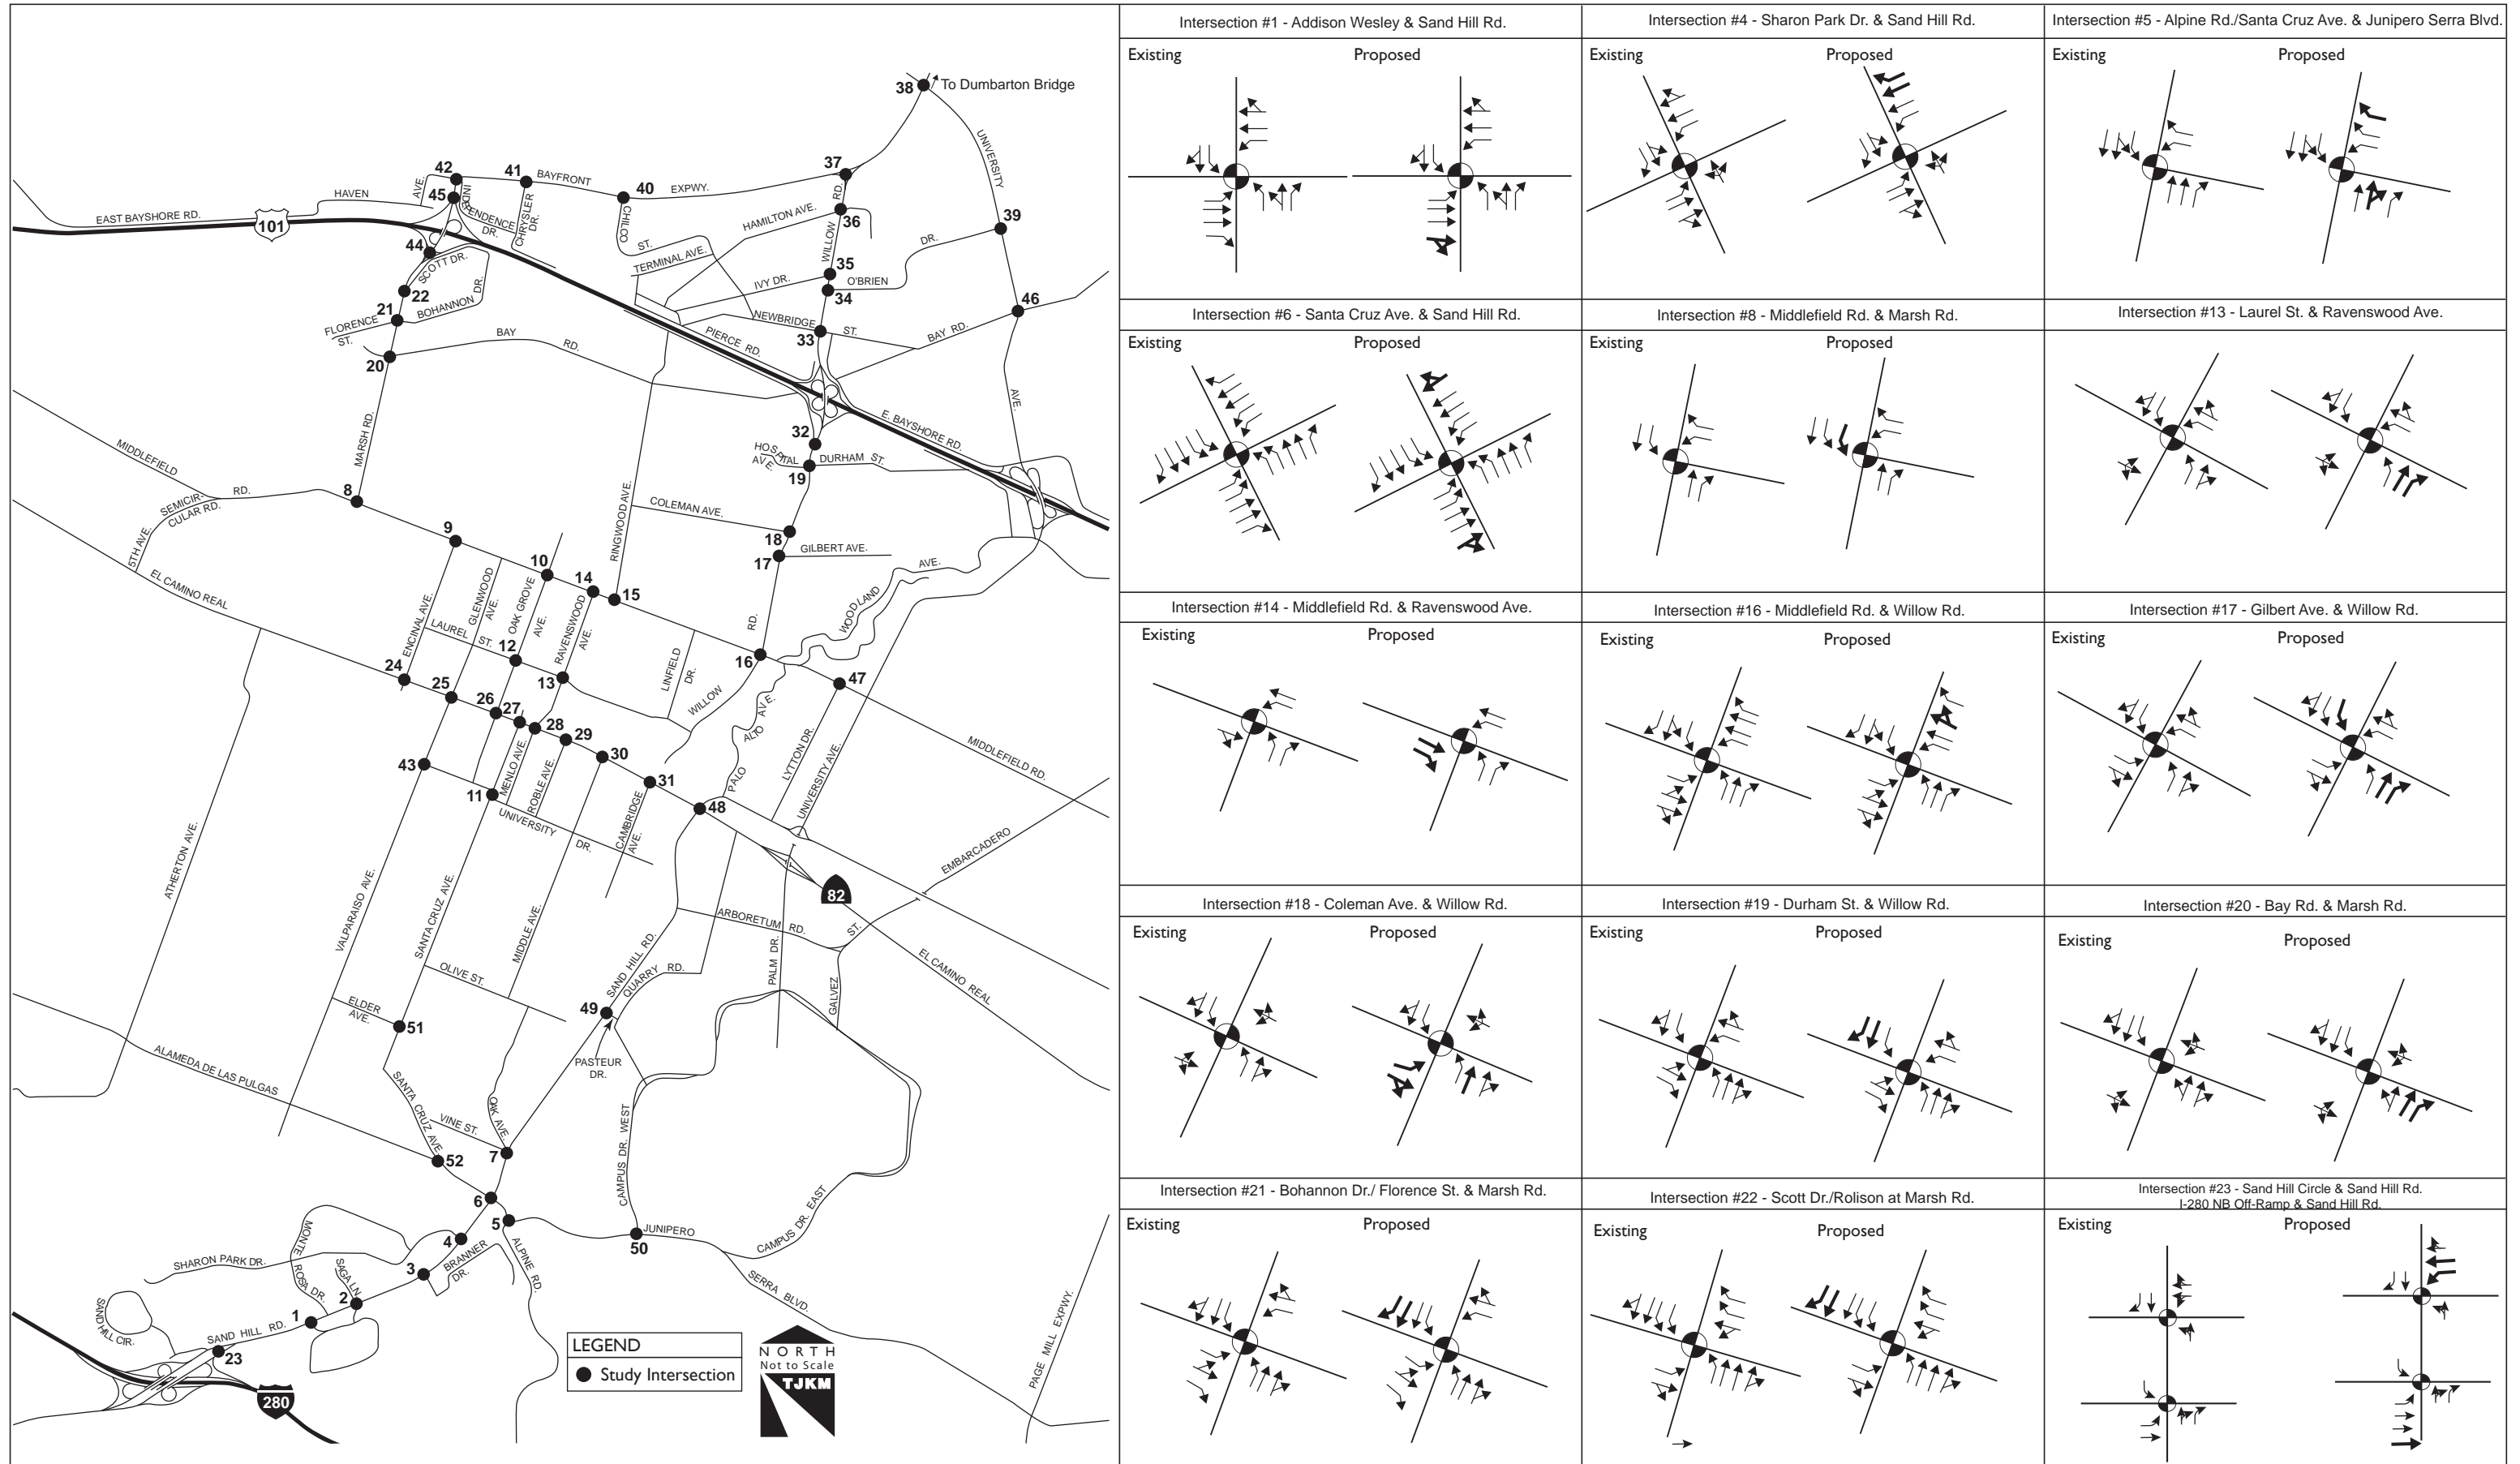 38
To Dumbarton Bridge
UNIVERSITY
AVE.
42
41
BAYFRONT
40
EXPWY.
37
AVE.
HAVEN
45
INDE-
PENDENCE
DR.
CHRYSLER
DR.
CHILCO
ST.
RD.
HAMILTON AVE.
36
39
EAST BAYSHORE RD.
101
44
SCOTT DR.
WILLOW
DR.
TERMINAL AVE.
35
IVY DR.
O'BRIEN
34
22
21
BOHANNON
DR.
FLORENCE
ST.
46
NEWBRIDGE
ST.
33
BAY RD.
PIERCE RD.
BAY
RD.
20
MARSH RD.
E. BAYSHORE RD.
32
HOSPITAL
AVE.
DURHAM ST.
19
MIDDLEFIELD
RD.
SEMICIR-
CULAR RD.
5TH AVE.
8
9
10
14
15
RINGWOOD AVE.
COLEMAN AVE.
18
GILBERT AVE.
17
AVE.
WOODLAND
EL CAMINO REAL
ENCINAL AVE.
GLENWOOD
AVE.
OAK GROVE
AVE.
RAVENSWOOD
AVE.
LAUREL ST.
12
13
LINFIELD
DR.
RD.
16
WILLOW
47
24
25
26
27
28
29
30
31
48
PALO
ALTO
AVE.
LYTTON DR.
UNIVERSITY AVE.
MIDDLEFIELD RD.
43
11
MENLO AVE.
ROBLE AVE.
UNIVERSITY
DR.
CAMBRIDGE
AVE.
EMBARCADERO
82
ATHERTON AVE.
VALPARAISO AVE.
SANTA CRUZ AVE.
MIDDLE AVE.
ARBORETUM RD.
PALM DR.
ST.
GALVEZ
EL CAMINO REAL
OLIVE ST.
SAND HILL RD.
QUARRY RD.
ELDER
AVE.
51
49
PASTEUR
DR.
ALAMEDA DE LAS PULGAS
SANTA CRUZ AVE.
VINE ST.
OAK AVE.
52
7
CAMPUS DR. WEST
6
5
JUNIPERO
50
CAMPUS DR. EAST
SERRA BLVD.
4
3
BRANNER
DR.
ALPINE RD.
MONTE
ROSA DR.
SHARON PARK DR.
SAGA LN.
2
1
SAND HILL CIR.
SAND HILL RD.
23
280
PAGE MILL EXPWY.
LEGEND
Study Intersection
NORTH
Not to Scale
TJKM
Intersection #1 - Addison Wesley & Sand Hill Rd.
Existing
Proposed
Intersection #4 - Sharon Park Dr. & Sand Hill Rd.
Existing
Proposed
Intersection #5 - Alpine Rd./Santa Cruz Ave. & Junipero Serra Blvd.
Existing
Proposed
Intersection #6 - Santa Cruz Ave. & Sand Hill Rd.
Existing
Proposed
Intersection #8 - Middlefield Rd. & Marsh Rd.
Existing
Proposed
Intersection #13 - Laurel St. & Ravenswood Ave.
Existing
Proposed
Intersection #14 - Middlefield Rd. & Ravenswood Ave.
Existing
Proposed
Intersection #16 - Middlefield Rd. & Willow Rd.
Existing
Proposed
Intersection #17 - Gilbert Ave. & Willow Rd.
Existing
Proposed
Intersection #18 - Coleman Ave. & Willow Rd.
Existing
Proposed
Intersection #19 - Durham St. & Willow Rd.
Existing
Proposed
Intersection #20 - Bay Rd. & Marsh Rd.
Existing
Proposed
Intersection #21 - Bohannon Dr./ Florence St. & Marsh Rd.
Existing
Proposed
Intersection #22 - Scott Dr./Rolison at Marsh Rd.
Existing
Proposed
Intersection #23 - Sand Hill Circle & Sand Hill Rd.
I-280 NB Off-Ramp & Sand Hill Rd.
Existing
Proposed